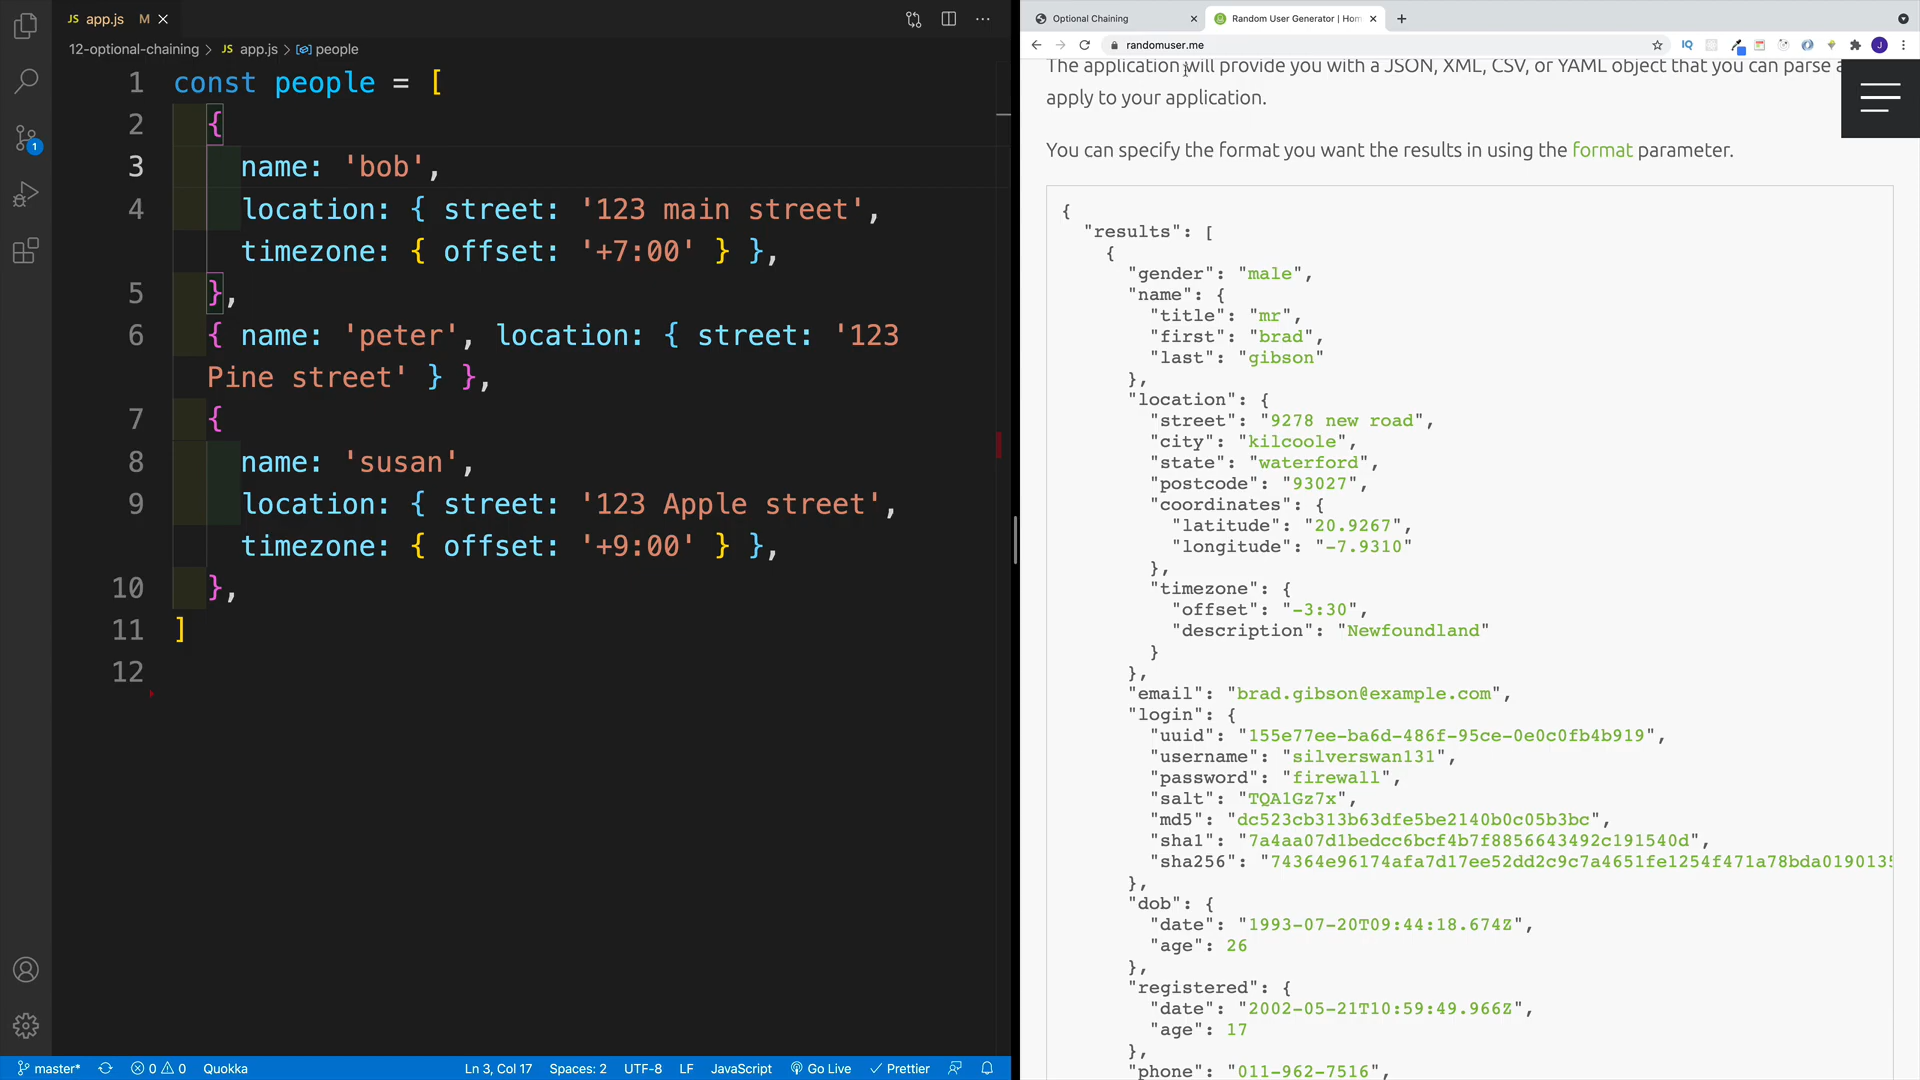 app.js M
12-optional-chaining > JS app.js > people
1 const people = [
2 {
3 name: 'bob',
4 location: { street: '123 main street',
timezone: { offset: '+7:00' } },
5 },
6 { name: 'peter', location: { street: '123
Pine street' } },
7 {
8 name: 'susan',
9 location: { street: '123 Apple street',
timezone: { offset: '+9:00' } },
10 },
11 ]
12
1
master* 0 0 Quokka Ln 3, Col 17 Spaces: 2 UTF-8 LF JavaScript Go Live Prettier
Optional Chaining Random User Generator | Hom
randomuser.me IQ J
The application will provide you with a JSON, XML, CSV, or YAML object that you can parse a
apply to your application.
You can specify the format you want the results in using the format parameter.
{
"results": [
{
"gender": "male",
"name": {
"title": "mr",
"first": "brad",
"last": "gibson"
},
"location": {
"street": "9278 new road",
"city": "kilcoole",
"state": "waterford",
"postcode": "93027",
"coordinates": {
"latitude": "20.9267",
"longitude": "-7.9310"
},
"timezone": {
"offset": "-3:30",
"description": "Newfoundland"
}
},
"email": "brad.gibson@example.com",
"login": {
"uuid": "155e77ee-ba6d-486f-95ce-0e0c0fb4b919",
"username": "silverswan131",
"password": "firewall",
"salt": "TQA1Gz7x",
"md5": "dc523cb313b63dfe5be2140b0c05b3bc",
"sha1": "7a4aa07d1bedcc6bcf4b7f8856643492c191540d",
"sha256": "74364e96174afa7d17ee52dd2c9c7a4651fe1254f471a78bda0190135
},
"dob": {
"date": "1993-07-20T09:44:18.674Z",
"age": 26
},
"registered": {
"date": "2002-05-21T10:59:49.966Z",
"age": 17
},
"phone": "011-962-7516",